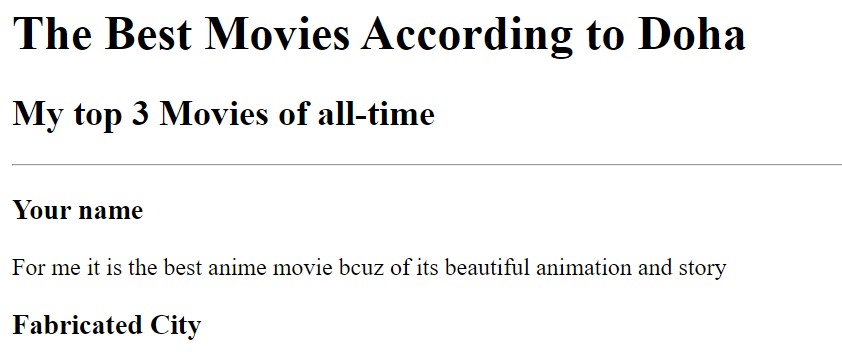 The Best Movies According to Doha
My top 3 Movies of all-time
Your name
For me it is the best anime movie bcuz of its beautiful animation and story
Fabricated City